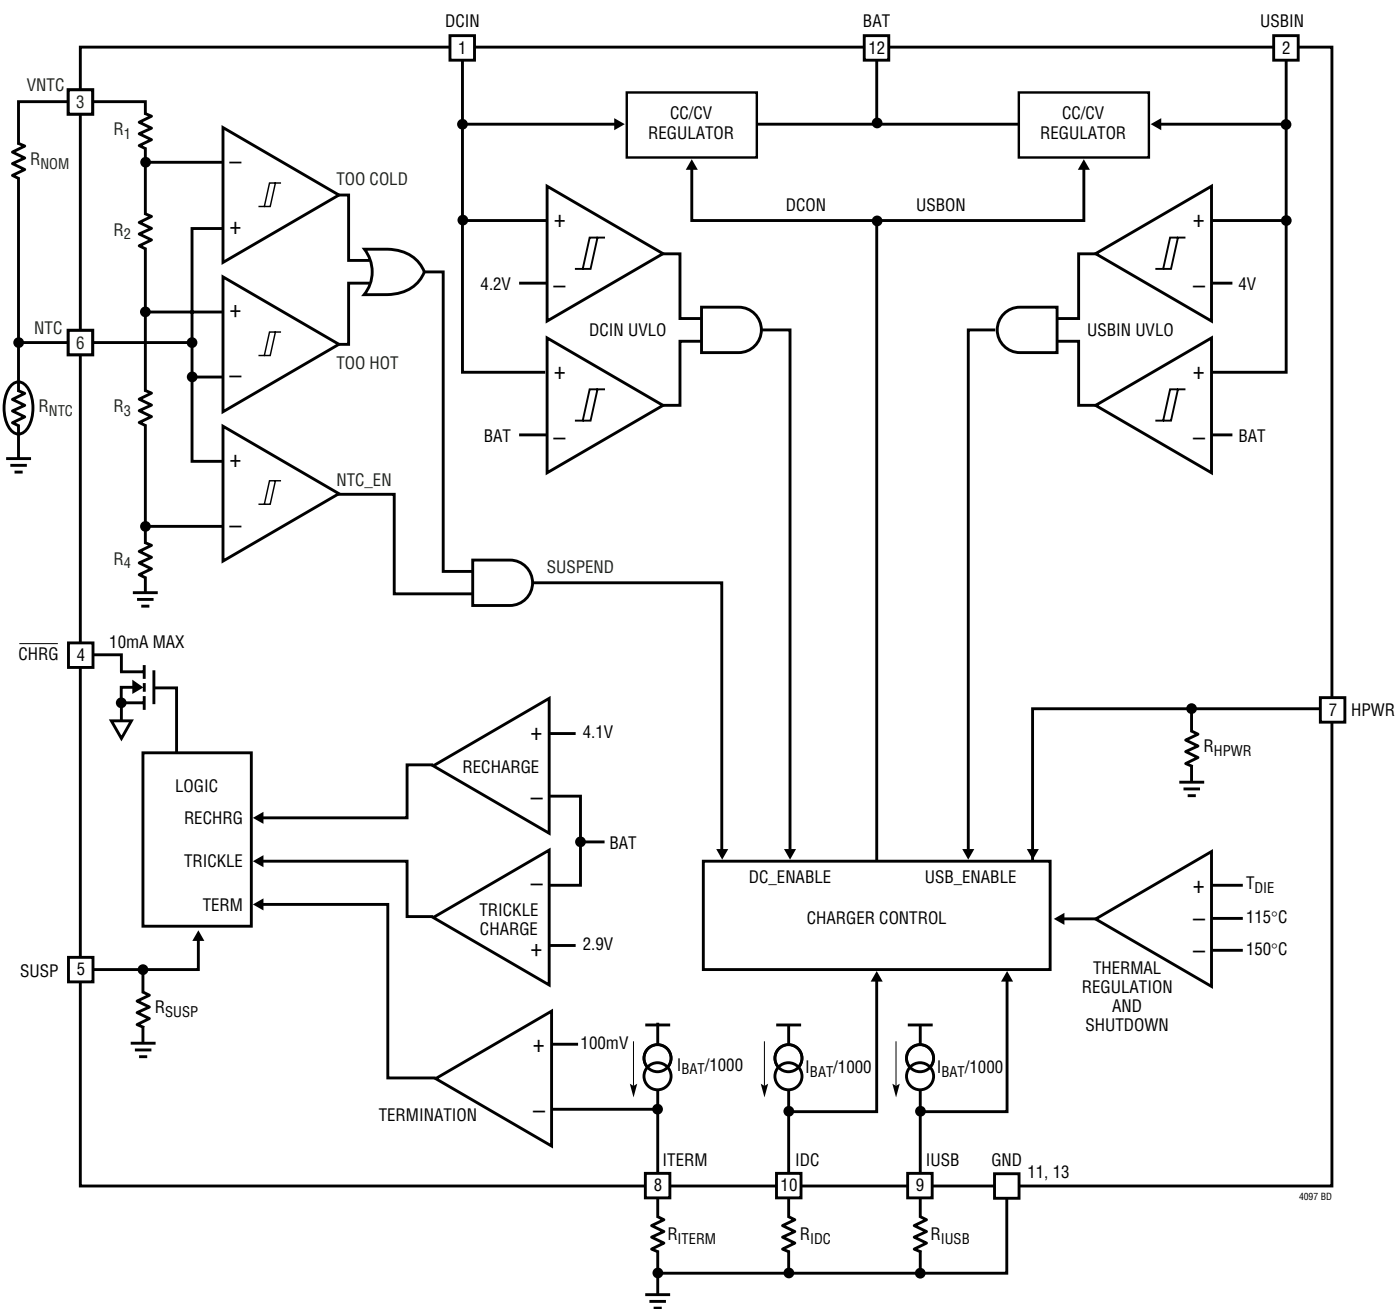 DCIN
BAT
USBIN
1
12
2
VNTC
3
R1
RNOM
CC/CV
REGULATOR
CC/CV
REGULATOR
–
TOO COLD
R2
+
DCON
USBON
+
4.2V
–
+
4V
–
NTC
6
+
TOO HOT
–
DCIN UVLO
USBIN UVLO
RNTC
R3
+
BAT
–
+
BAT
–
+
NTC_EN
–
R4
SUSPEND
CHRG
4
10mA MAX
7
HPWR
RHPWR
+
4.1V
RECHARGE
–
LOGIC
RECHRG
TRICKLE
TERM
BAT
–
TRICKLE
CHARGE
+
2.9V
DC_ENABLE
USB_ENABLE
CHARGER CONTROL
+
TDIE
–
115°C
–
150°C
THERMAL
REGULATION
AND
SHUTDOWN
SUSP
5
RSUSP
+
100mV
–
TERMINATION
IBAT/1000
IBAT/1000
IBAT/1000
ITERM
IDC
IUSB
GND
11, 13
8
10
9
4097 BD
RITERM
RIDC
RIUSB